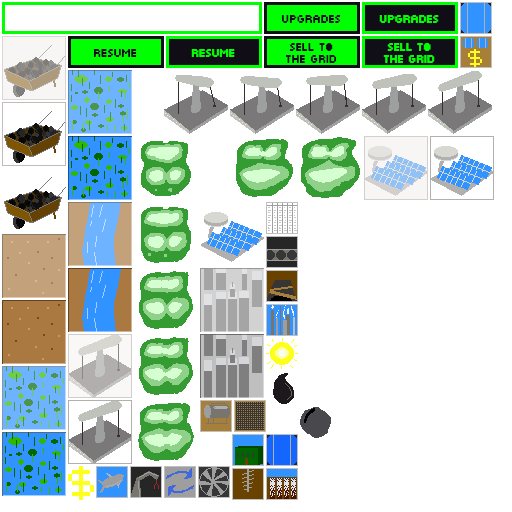 UPGRADES
UPGRADES
RESUME
RESUME
SELL TO
THE GRID
SELL TO
THE GRID
$
$